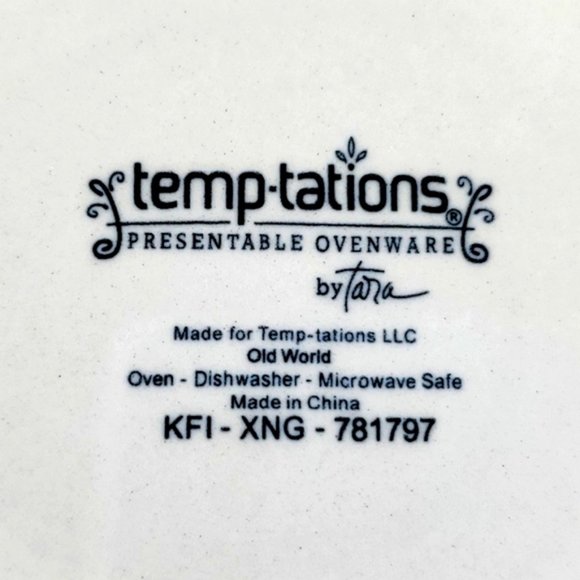 temp-tations®
PRESENTABLE OVENWARE
by tara
Made for Temp-tations LLC
Old World
Oven - Dishwasher - Microwave Safe
Made in China
KFI - XNG - 781797